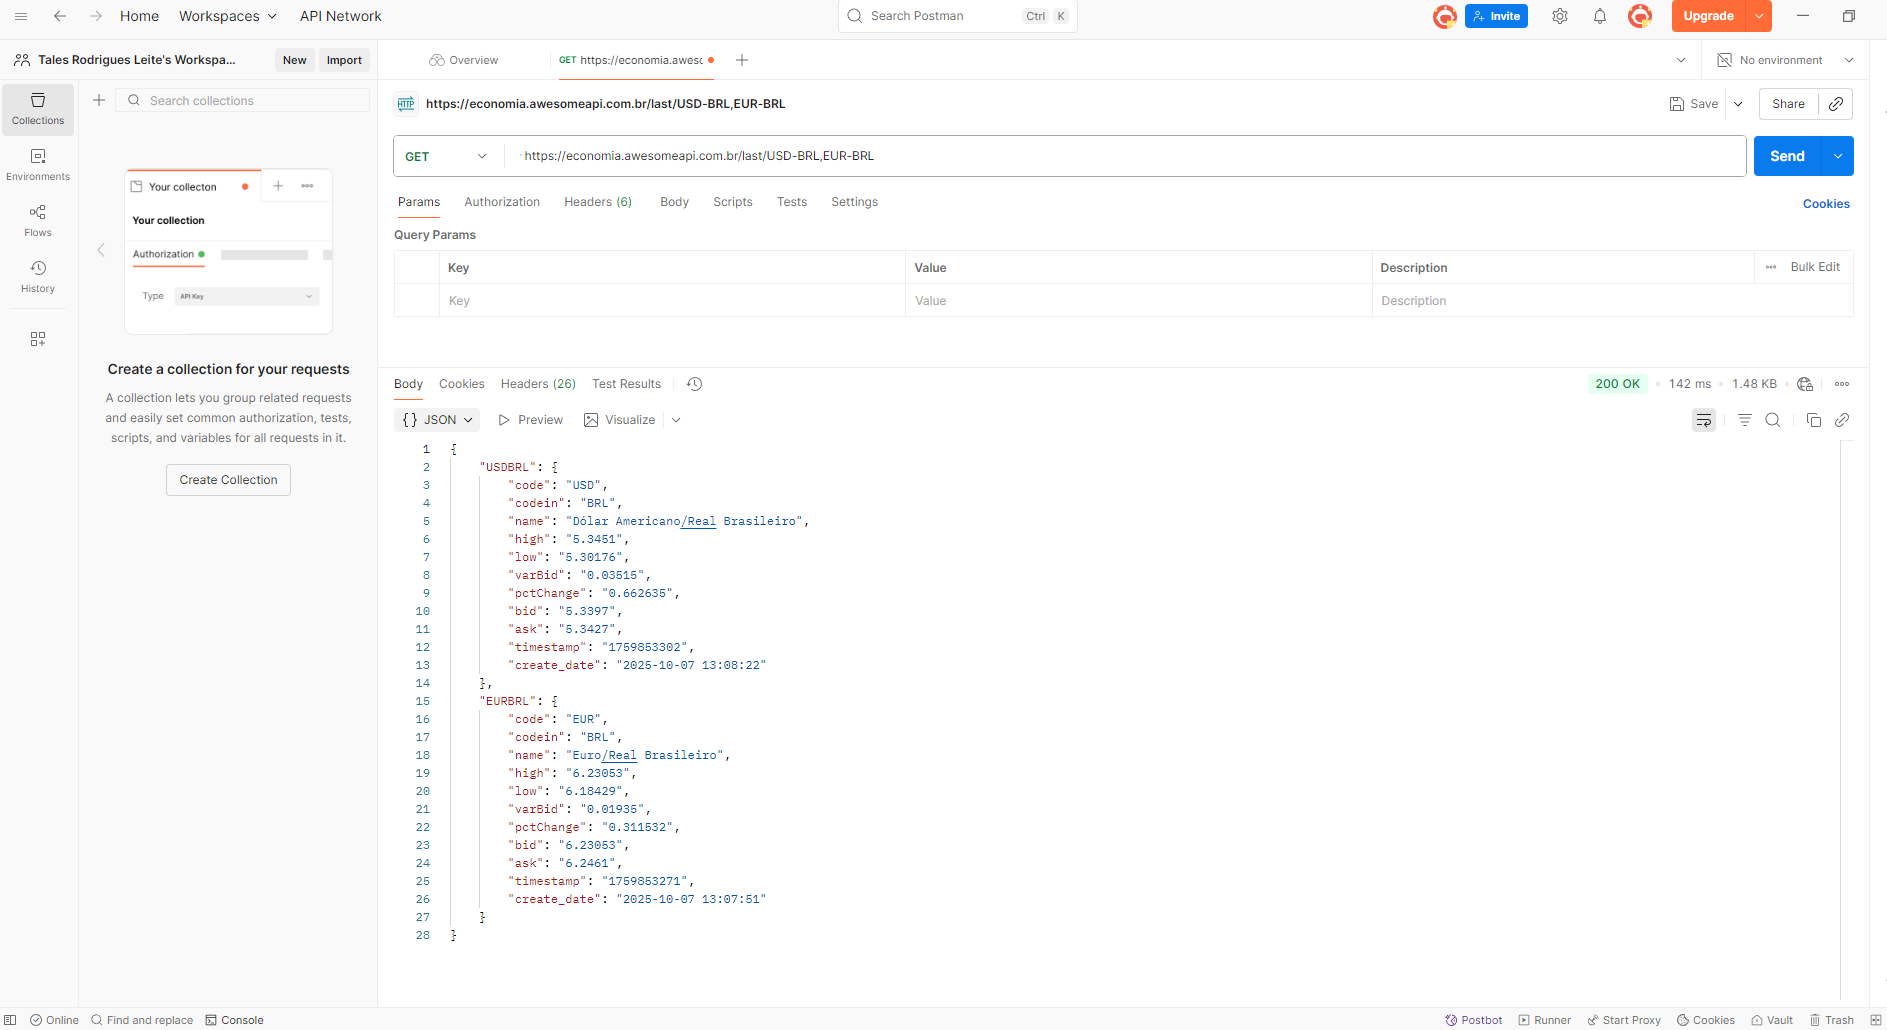 Home Workspaces API Network Search Postman Ctrl K Invite Upgrade
Tales Rodrigues Leite's Workspa... New Import Overview GET https://economia.awesc No environment
Collections
Environments
Flows
History
Search collections
Your collecton
Your collection
Authorization
Type API Key
Create a collection for your requests
A collection lets you group related requests
and easily set common authorization, tests,
scripts, and variables for all requests in it.
Create Collection
HTTP https://economia.awesomeapi.com.br/last/USD-BRL,EUR-BRL Save Share
GET https://economia.awesomeapi.com.br/last/USD-BRL,EUR-BRL Send
Params Authorization Headers (6) Body Scripts Tests Settings Cookies
Query Params
Key Value Description Bulk Edit
Key Value Description
Body Cookies Headers (26) Test Results 200 OK 142 ms 1.48 KB
{} JSON Preview Visualize
1 {
2 "USDBRL": {
3 "code": "USD",
4 "codein": "BRL",
5 "name": "Dólar Americano/Real Brasileiro",
6 "high": "5.3451",
7 "low": "5.30176",
8 "varBid": "0.03515",
9 "pctChange": "0.662635",
10 "bid": "5.3397",
11 "ask": "5.3427",
12 "timestamp": "1759853302",
13 "create_date": "2025-10-07 13:08:22"
14 },
15 "EURBRL": {
16 "code": "EUR",
17 "codein": "BRL",
18 "name": "Euro/Real Brasileiro",
19 "high": "6.23053",
20 "low": "6.18429",
21 "varBid": "0.01935",
22 "pctChange": "0.311532",
23 "bid": "6.23053",
24 "ask": "6.2461",
25 "timestamp": "1759853271",
26 "create_date": "2025-10-07 13:07:51"
27 }
28 }
Online Find and replace Console Postbot Runner Start Proxy Cookies Vault Trash